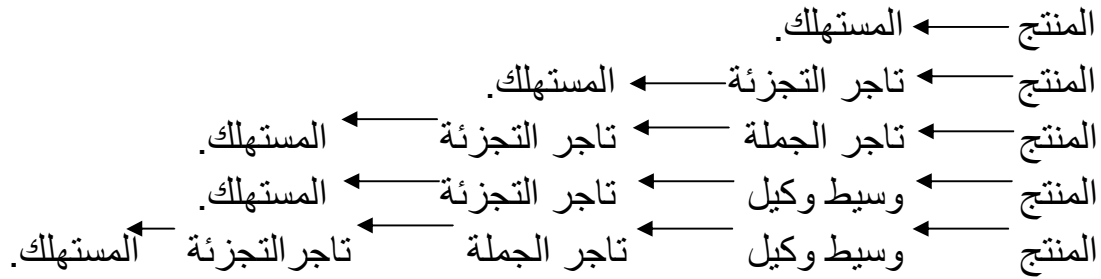 المنتج ← المستهلك.
المنتج ← تاجر التجزئة ← المستهلك.
المنتج ← تاجر الجملة ← تاجر التجزئة ← المستهلك.
المنتج ← وسيط وكيل ← تاجر التجزئة ← المستهلك.
المنتج ← وسيط وكيل ← تاجر الجملة ← تاجر التجزئة ← المستهلك.